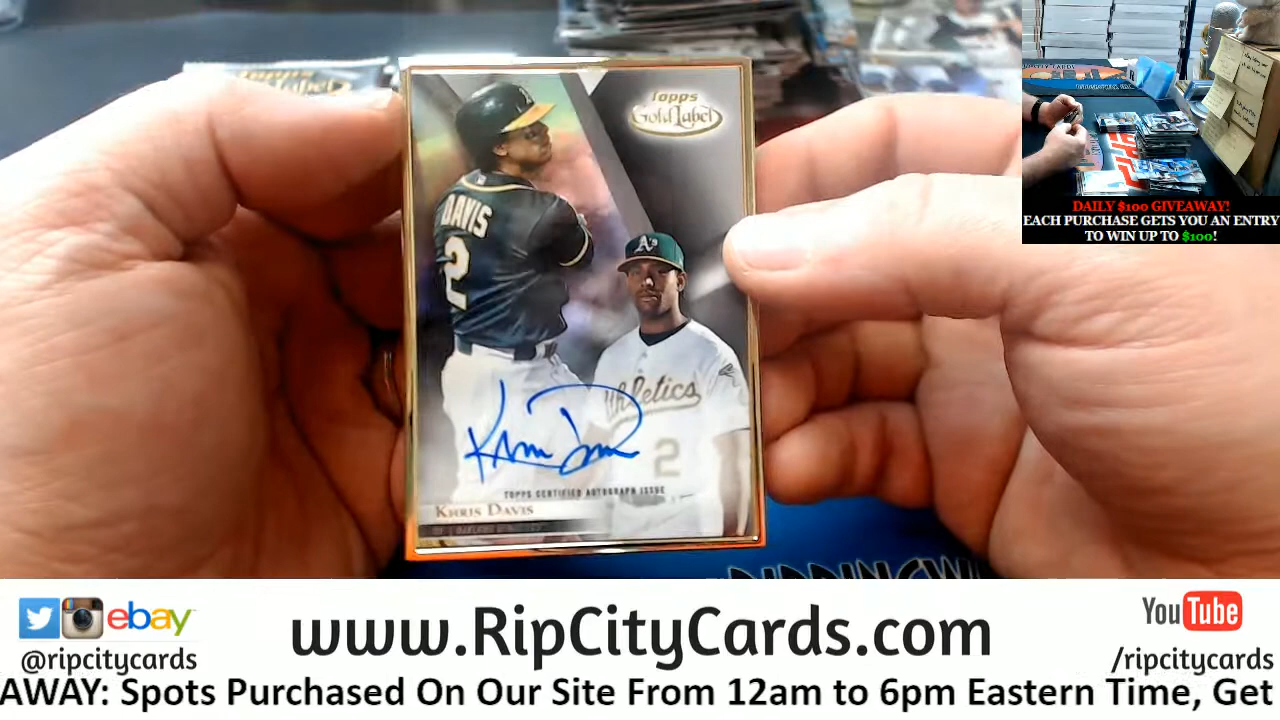 Topps
Gold Label
DAVIS
2
A's
Athletics
2
TOPPS CERTIFIED AUTOGRAPH ISSUE
KHRIS DAVIS
DAILY $100 GIVEAWAY!
EACH PURCHASE GETS YOU AN ENTRY
TO WIN UP TO $100!
ebay
www.RipCityCards.com
YouTube
@ripcitycards
/ripcitycards
AWAY: Spots Purchased On Our Site From 12am to 6pm Eastern Time, Get